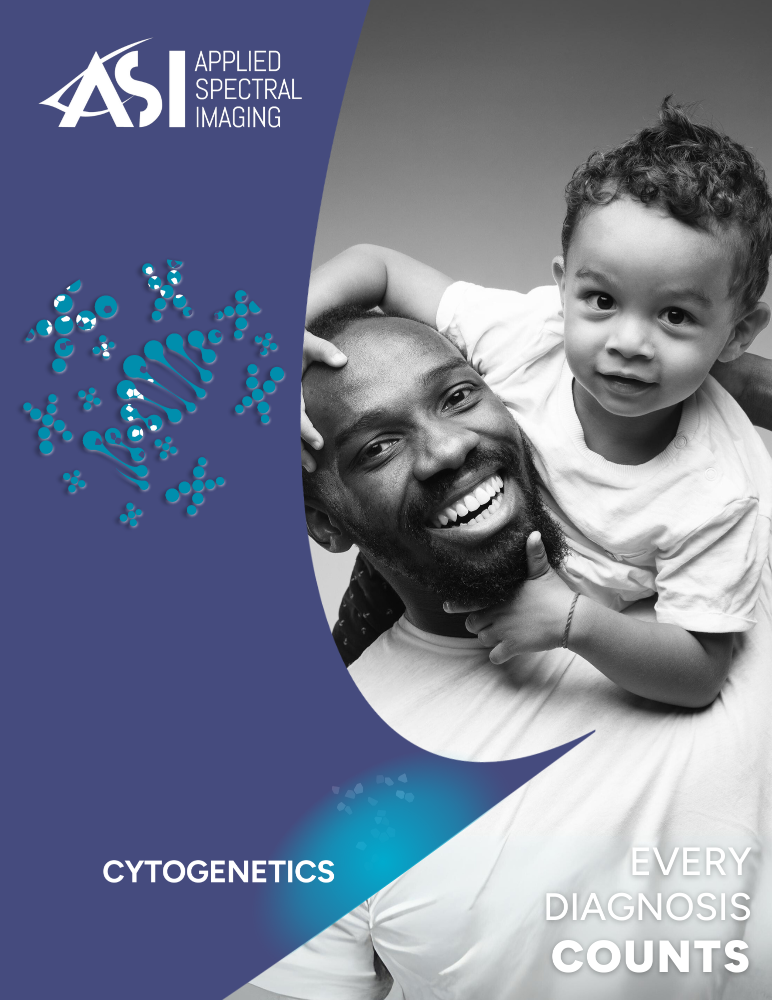 ASI
APPLIED
SPECTRAL
IMAGING
CYTOGENETICS
EVERY
DIAGNOSIS
COUNTS